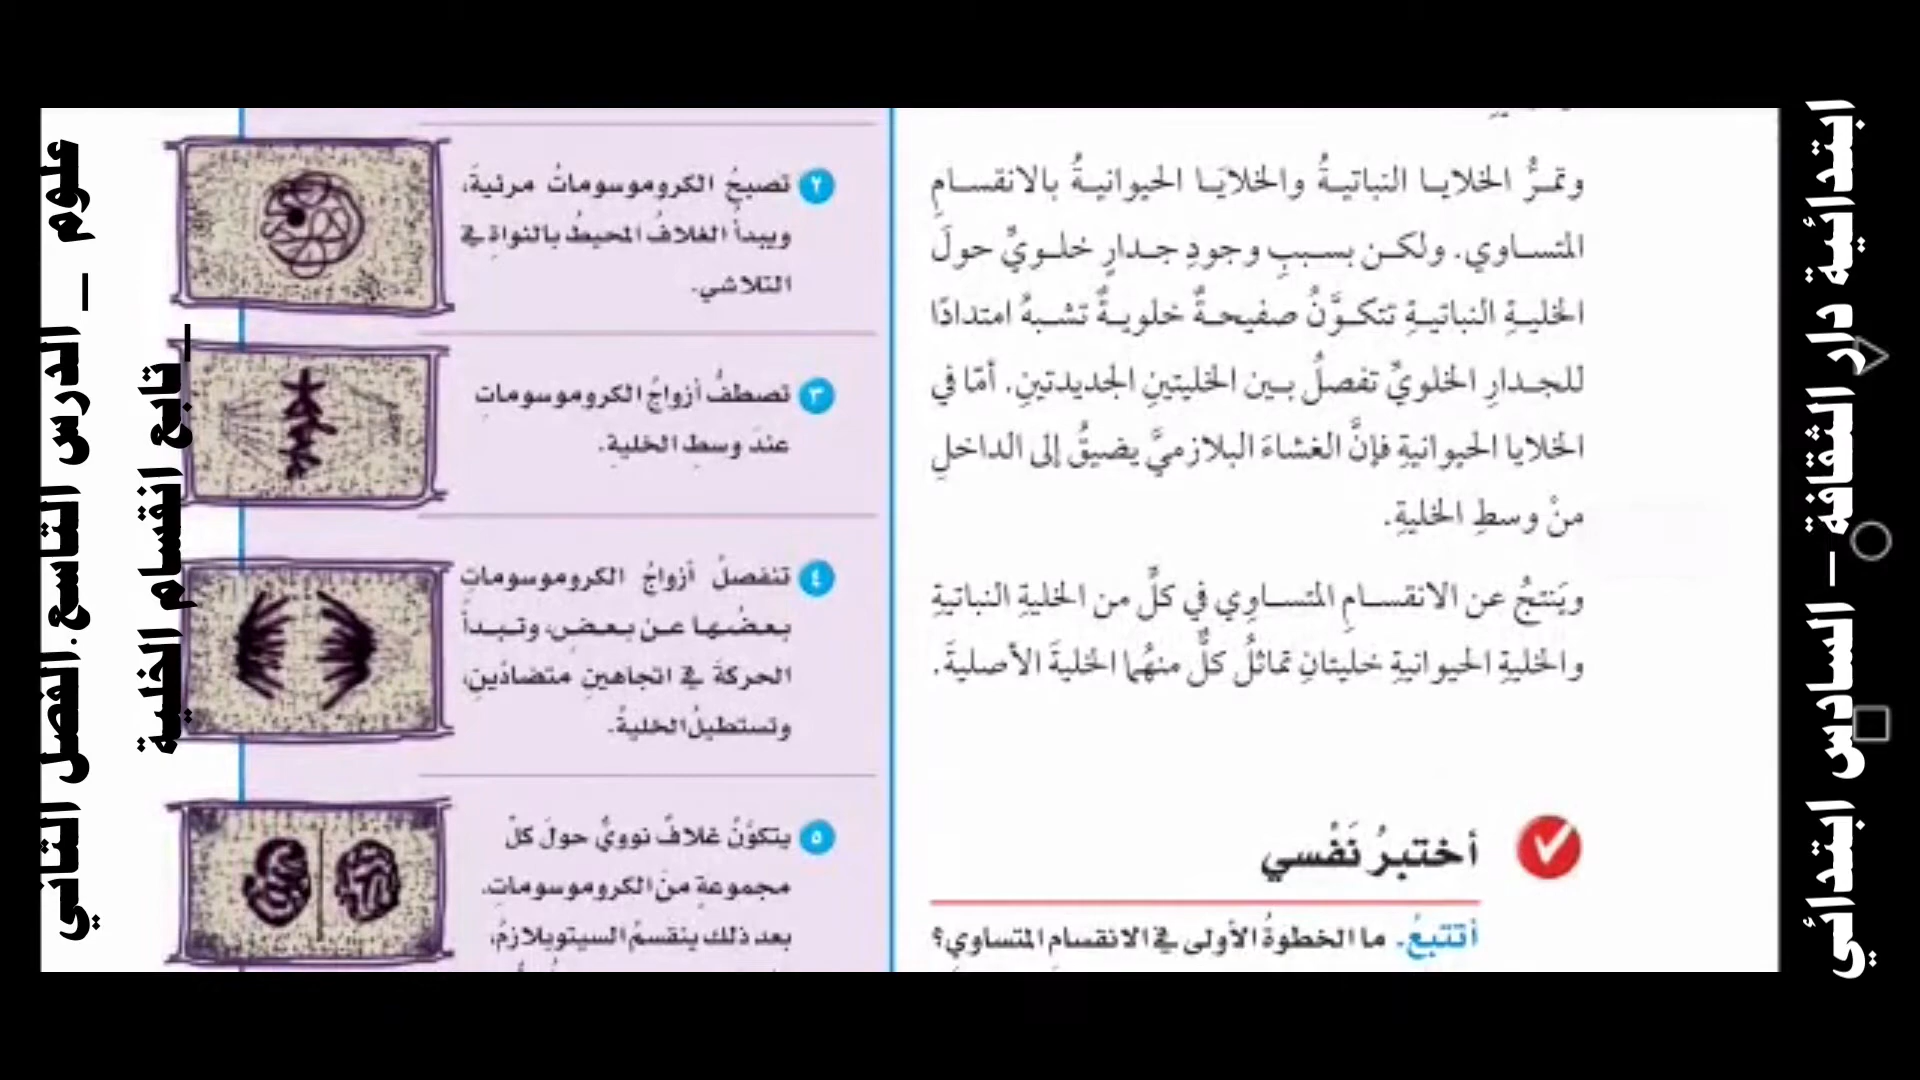 وتمرُّ الخلايا النباتيةُ والخلايَا الحيوانيةُ بالانقسامِ
المتساوي. ولكن بسببِ وجودِ جدارٍ خلويٍّ حولَ
الخليةِ النباتيةِ تتكوَّنُ صفيحةٌ خلويةٌ تشبهُ امتدادًا
للجدارِ الخلويِّ تفصلُ بين الخليتينِ الجديدتينِ. أمّا في
الخلايا الحيوانيةِ فإنَّ الغشاءَ البلازميَّ يضيقُ إلى الداخلِ
منْ وسطِ الخليةِ.
ويَنتجُ عن الانقسامِ المتساوِي في كلٍّ من الخليةِ النباتيةِ
والخليةِ الحيوانيةِ خليتانِ تماثلُ كلٌّ منهُما الخليةَ الأصليةَ.
أختبرُ نَفْسي
أتتبعُ. ما الخطوةُ الأولى في الانقسامِ المتساوي؟
٢ تصبحُ الكروموسوماتُ مرئيةَ،
ويبدأُ الغلافُ المحيطُ بالنواةِ في
التلاشي.
٣ تصطفُّ أزواجُ الكروموسوماتِ
عندَ وسطِ الخليةِ.
٤ تنفصلُ أزواجُ الكروموسوماتِ
بعضُها عن بعضٍ، وتبدأُ
الحركةَ في اتجاهينِ متضادَينِ،
وتستطيلُ الخليةُ.
٥ يتكوَّنُ غلافٌ نوويٌّ حولَ كلِّ
مجموعةٍ منَ الكروموسوماتِ.
بعد ذلك ينقسمُ السيتوبلازمُ،
ابتدائية دار الثقافة – السادس ابتدائي
علوم _ الدرس التاسع.الفصل الثاني
_ تابع انقسام الخلية